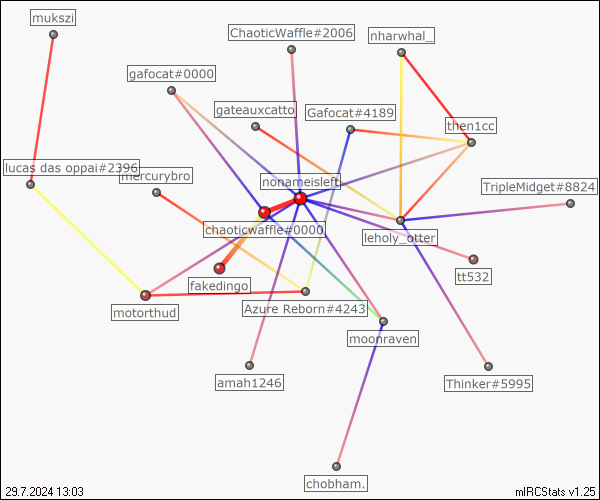 mukszi
ChaoticWaffle#2006
nharwhal_
gafocat#0000
gateauxcatto
Gafocat#4189
then1cc
lucas das oppai#2396
mercurybro
nonameisleft
TripleMidget#8824
chaoticwaffle#0000
leholy_otter
tt532
fakedingo
motorthud
Azure Reborn#4243
moonraven
amah1246
Thinker#5995
chobham.
29.7.2024 13:03
mIRCStats v1.25